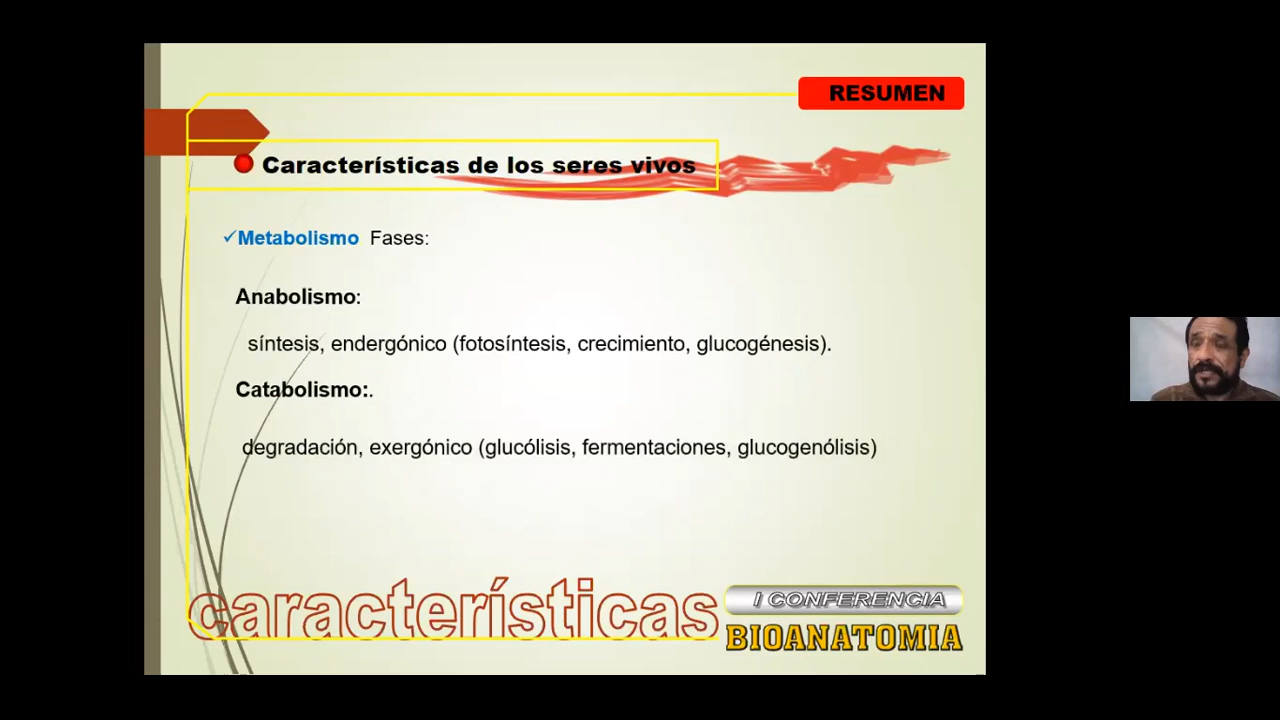 RESUMEN
Características de los seres vivos
✓Metabolismo Fases:
Anabolismo:
síntesis, endergónico (fotosíntesis, crecimiento, glucogénesis).
Catabolismo:.
degradación, exergónico (glucólisis, fermentaciones, glucogenólisis)
características
I CONFERENCIA
BIOANATOMIA